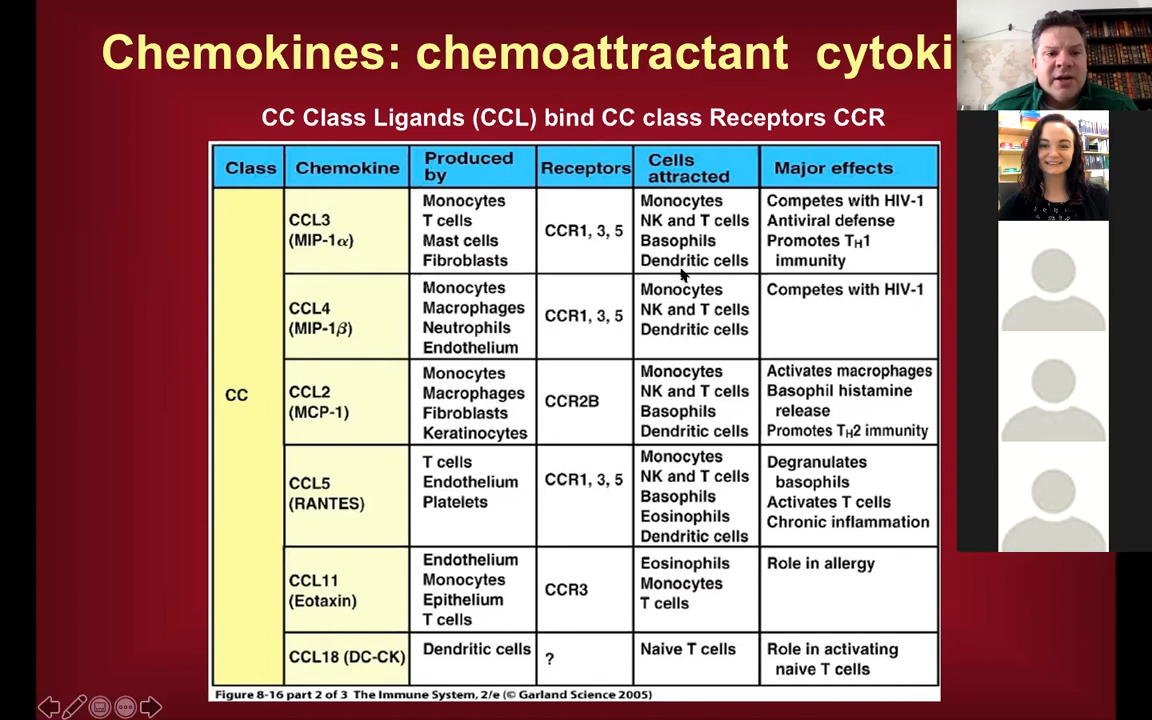 Chemokines: chemoattractant cytoki
CC Class Ligands (CCL) bind CC class Receptors CCR
Class Chemokine Produced by Receptors Cells attracted Major effects
CC
CCL3
(MIP-1α)
Monocytes
T cells
Mast cells
Fibroblasts
CCR1, 3, 5
Monocytes
NK and T cells
Basophils
Dendritic cells
Competes with HIV-1
Antiviral defense
Promotes TH1
immunity
CCL4
(MIP-1β)
Monocytes
Macrophages
Neutrophils
Endothelium
CCR1, 3, 5
Monocytes
NK and T cells
Dendritic cells
Competes with HIV-1
CCL2
(MCP-1)
Monocytes
Macrophages
Fibroblasts
Keratinocytes
CCR2B
Monocytes
NK and T cells
Basophils
Dendritic cells
Activates macrophages
Basophil histamine
release
Promotes TH2 immunity
CCL5
(RANTES)
T cells
Endothelium
Platelets
CCR1, 3, 5
Monocytes
NK and T cells
Basophils
Eosinophils
Dendritic cells
Degranulates
basophils
Activates T cells
Chronic inflammation
CCL11
(Eotaxin)
Endothelium
Monocytes
Epithelium
T cells
CCR3
Eosinophils
Monocytes
T cells
Role in allergy
CCL18 (DC-CK)
Dendritic cells
?
Naive T cells
Role in activating
naive T cells
Figure 8-16 part 2 of 3 The Immune System, 2/e (© Garland Science 2005)